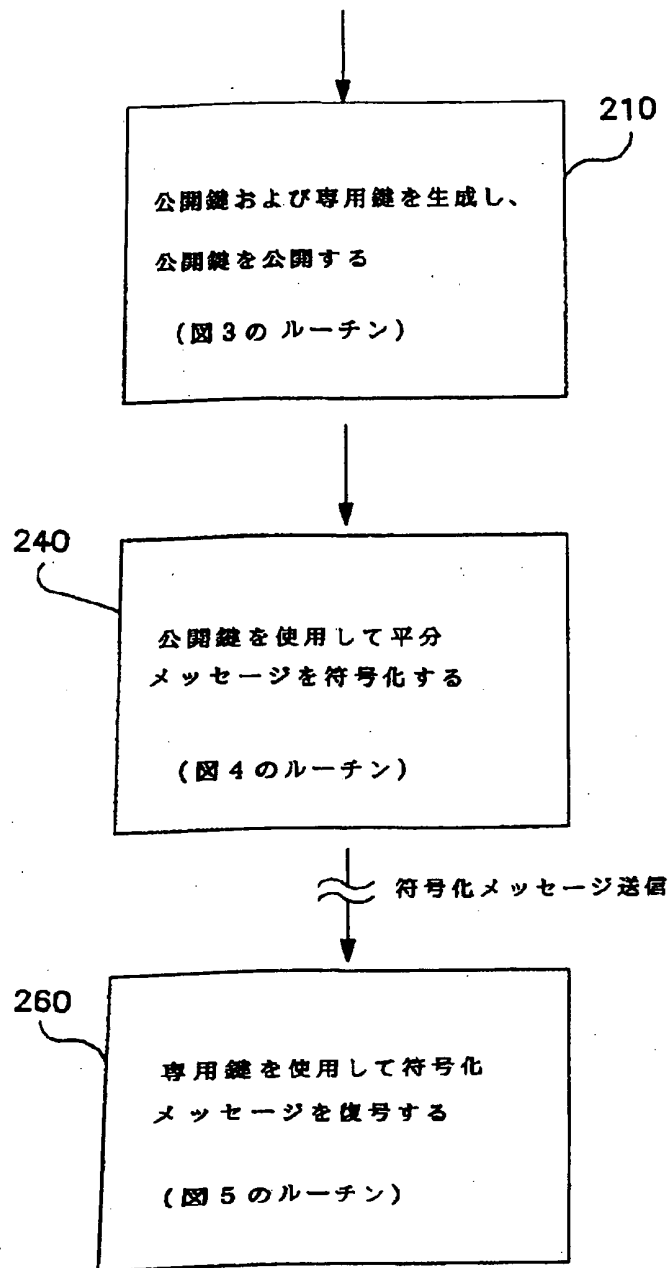 210
公開鍵および専用鍵を生成し、
公開鍵を公開する
(図3のルーチン)
240
公開鍵を使用して平分
メッセージを符号化する
(図4のルーチン)
符号化メッセージ送信
260
専用鍵を使用して符号化
メッセージを復号する
(図5のルーチン)